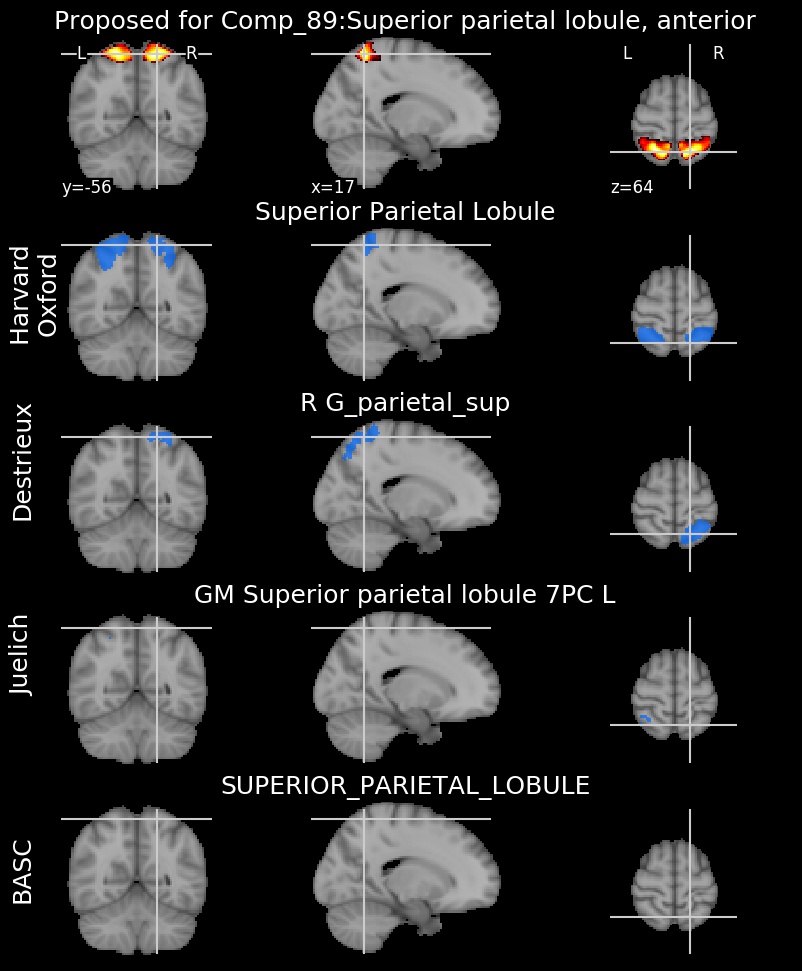 Proposed for Comp_89:Superior parietal lobule, anterior
L R
L R
y=-56
x=17
z=64
Superior Parietal Lobule
Harvard
Oxford
R G_parietal_sup
Destrieux
GM Superior parietal lobule 7PC L
Juelich
SUPERIOR_PARIETAL_LOBULE
BASC